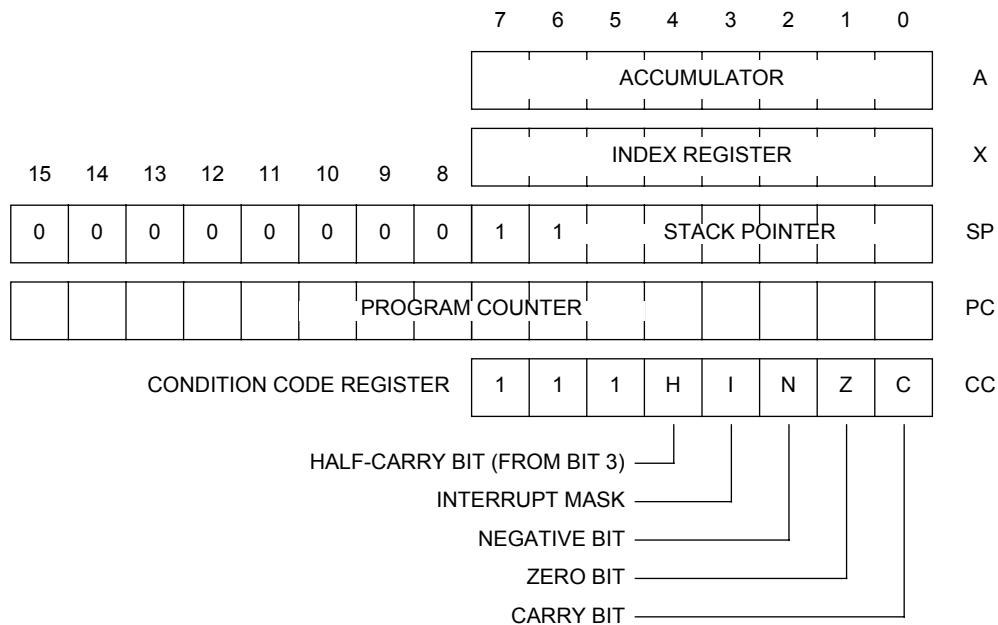 7 6 5 4 3 2 1 0
ACCUMULATOR A
INDEX REGISTER X
15 14 13 12 11 10 9 8
0 0 0 0 0 0 0 0 1 1 STACK POINTER SP
PROGRAM COUNTER PC
CONDITION CODE REGISTER 1 1 1 H I N Z C CC
HALF-CARRY BIT (FROM BIT 3)
INTERRUPT MASK
NEGATIVE BIT
ZERO BIT
CARRY BIT